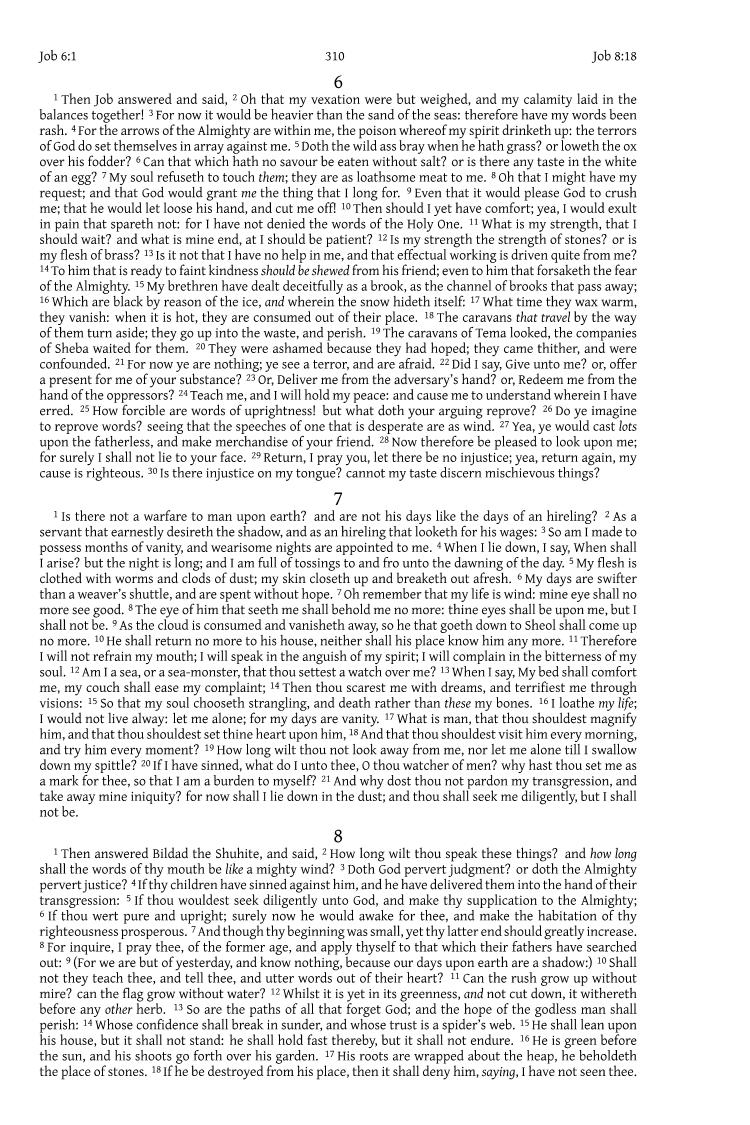 Job 6:1 310 Job 8:18
6
1 Then Job answered and said, 2 Oh that my vexation were but weighed, and my calamity laid in the
balances together! 3 For now it would be heavier than the sand of the seas: therefore have my words been
rash. 4 For the arrows of the Almighty are within me, the poison whereof my spirit drinketh up: the terrors
of God do set themselves in array against me. 5 Doth the wild ass bray when he hath grass? or loweth the ox
over his fodder? 6 Can that which hath no savour be eaten without salt? or is there any taste in the white
of an egg? 7 My soul refuseth to touch them; they are as loathsome meat to me. 8 Oh that I might have my
request; and that God would grant me the thing that I long for. 9 Even that it would please God to crush
me; that he would let loose his hand, and cut me off! 10 Then should I yet have comfort; yea, I would exult
in pain that spareth not: for I have not denied the words of the Holy One. 11 What is my strength, that I
should wait? and what is mine end, at I should be patient? 12 Is my strength the strength of stones? or is
my flesh of brass? 13 Is it not that I have no help in me, and that effectual working is driven quite from me?
14 To him that is ready to faint kindness should be shewed from his friend; even to him that forsaketh the fear
of the Almighty. 15 My brethren have dealt deceitfully as a brook, as the channel of brooks that pass away;
16 Which are black by reason of the ice, and wherein the snow hideth itself: 17 What time they wax warm,
they vanish: when it is hot, they are consumed out of their place. 18 The caravans that travel by the way
of them turn aside; they go up into the waste, and perish. 19 The caravans of Tema looked, the companies
of Sheba waited for them. 20 They were ashamed because they had hoped; they came thither, and were
confounded. 21 For now ye are nothing; ye see a terror, and are afraid. 22 Did I say, Give unto me? or, offer
a present for me of your substance? 23 Or, Deliver me from the adversary's hand? or, Redeem me from the
hand of the oppressors? 24 Teach me, and I will hold my peace: and cause me to understand wherein I have
erred. 25 How forcible are words of uprightness! but what doth your arguing reprove? 26 Do ye imagine
to reprove words? seeing that the speeches of one that is desperate are as wind. 27 Yea, ye would cast lots
upon the fatherless, and make merchandise of your friend. 28 Now therefore be pleased to look upon me;
for surely I shall not lie to your face. 29 Return, I pray you, let there be no injustice; yea, return again, my
cause is righteous. 30 Is there injustice on my tongue? cannot my taste discern mischievous things?
7
1 Is there not a warfare to man upon earth? and are not his days like the days of an hireling? 2 As a
servant that earnestly desireth the shadow, and as an hireling that looketh for his wages: 3 So am I made to
possess months of vanity, and wearisome nights are appointed to me. 4 When I lie down, I say, When shall
I arise? but the night is long; and I am full of tossings to and fro unto the dawning of the day. 5 My flesh is
clothed with worms and clods of dust; my skin closeth up and breaketh out afresh. 6 My days are swifter
than a weaver's shuttle, and are spent without hope. 7 Oh remember that my life is wind: mine eye shall no
more see good. 8 The eye of him that seeth me shall behold me no more: thine eyes shall be upon me, but I
shall not be. 9 As the cloud is consumed and vanisheth away, so he that goeth down to Sheol shall come up
no more. 10 He shall return no more to his house, neither shall his place know him any more. 11 Therefore
I will not refrain my mouth; I will speak in the anguish of my spirit; I will complain in the bitterness of my
soul. 12 Am I a sea, or a sea-monster, that thou settest a watch over me? 13 When I say, My bed shall comfort
me, my couch shall ease my complaint; 14 Then thou scarest me with dreams, and terrifiest me through
visions: 15 So that my soul chooseth strangling, and death rather than these my bones. 16 I loathe my life;
I would not live alway: let me alone; for my days are vanity. 17 What is man, that thou shouldest magnify
him, and that thou shouldest set thine heart upon him, 18 And that thou shouldest visit him every morning,
and try him every moment? 19 How long wilt thou not look away from me, nor let me alone till I swallow
down my spittle? 20 If I have sinned, what do I unto thee, O thou watcher of men? why hast thou set me as
a mark for thee, so that I am a burden to myself? 21 And why dost thou not pardon my transgression, and
take away mine iniquity? for now shall I lie down in the dust; and thou shall seek me diligently, but I shall
not be.
8
1 Then answered Bildad the Shuhite, and said, 2 How long wilt thou speak these things? and how long
shall the words of thy mouth be like a mighty wind? 3 Doth God pervert judgment? or doth the Almighty
pervert justice? 4 If thy children have sinned against him, and he have delivered them into the hand of their
transgression: 5 If thou wouldest seek diligently unto God, and make thy supplication to the Almighty;
6 If thou wert pure and upright; surely now he would awake for thee, and make the habitation of thy
righteousness prosperous. 7 And though thy beginning was small, yet thy latter end should greatly increase.
8 For inquire, I pray thee, of the former age, and apply thyself to that which their fathers have searched
out: 9 (For we are but of yesterday, and know nothing, because our days upon earth are a shadow:) 10 Shall
not they teach thee, and tell thee, and utter words out of their heart? 11 Can the rush grow up without
mire? can the flag grow without water? 12 Whilst it is yet in its greenness, and not cut down, it withereth
before any other herb. 13 So are the paths of all that forget God; and the hope of the godless man shall
perish: 14 Whose confidence shall break in sunder, and whose trust is a spider's web. 15 He shall lean upon
his house, but it shall not stand: he shall hold fast thereby, but it shall not endure. 16 He is green before
the sun, and his shoots go forth over his garden. 17 His roots are wrapped about the heap, he beholdeth
the place of stones. 18 If he be destroyed from his place, then it shall deny him, saying, I have not seen thee.